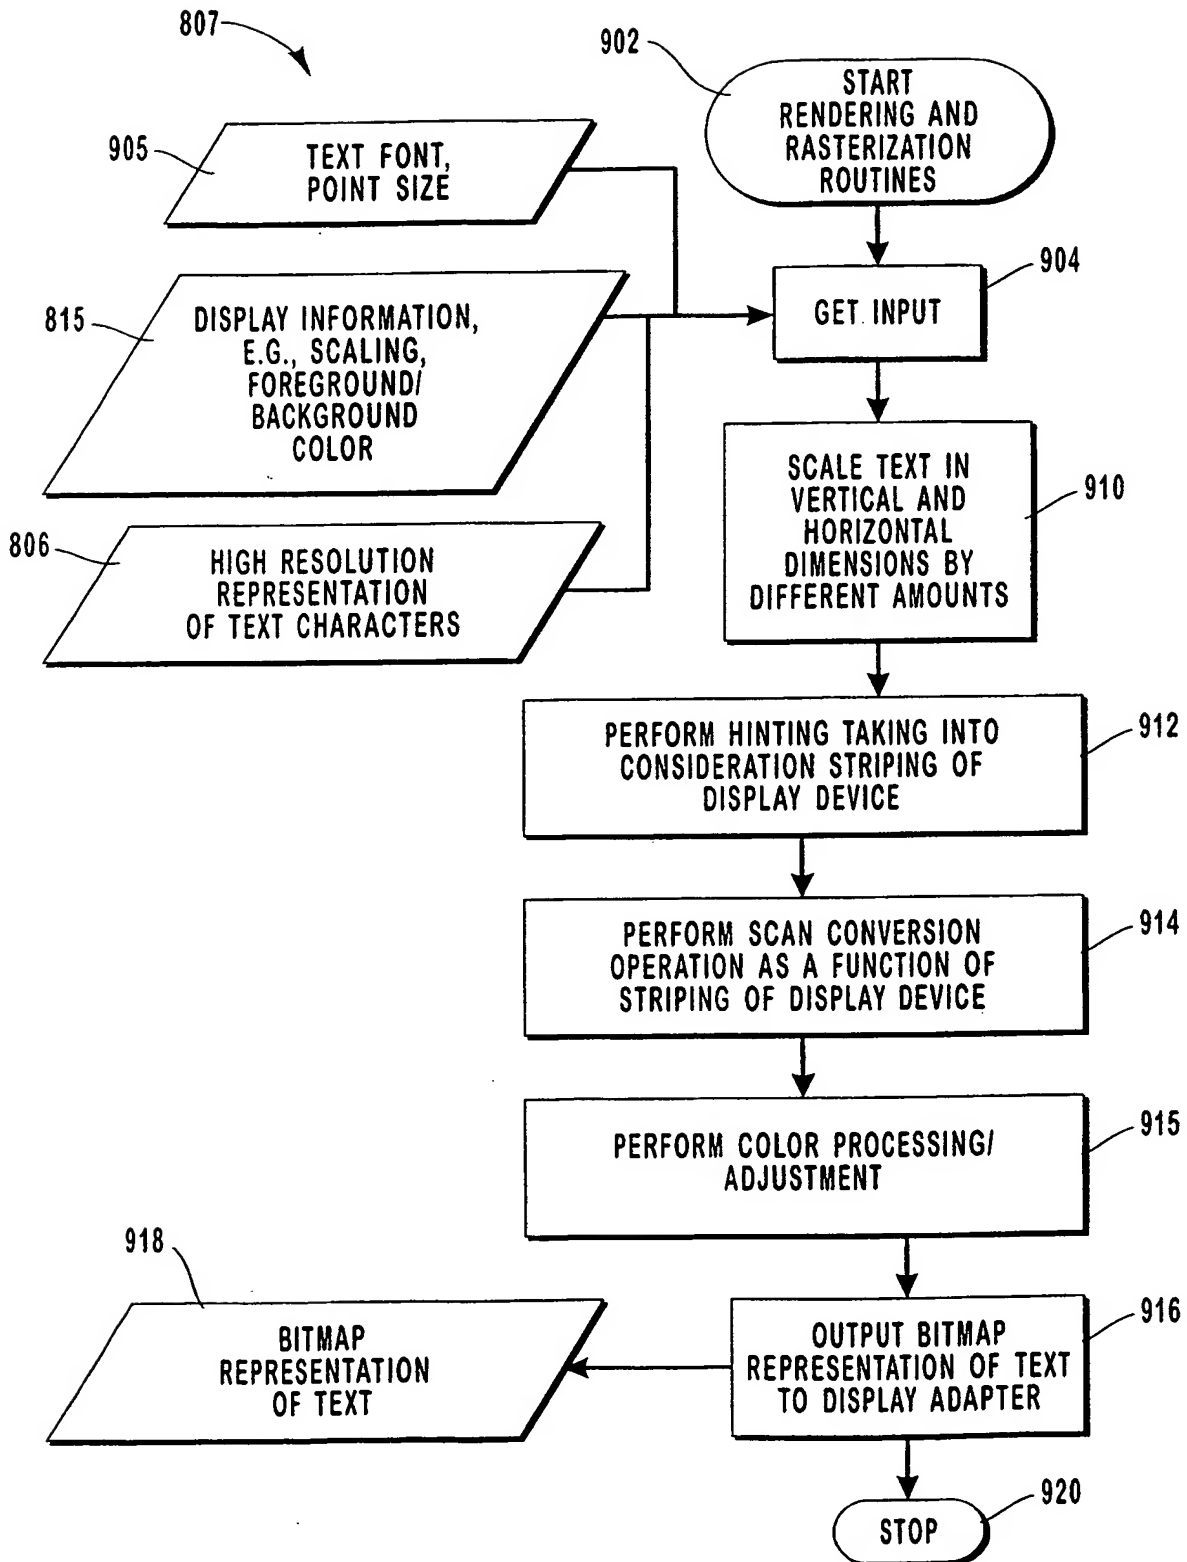 807
902
START
RENDERING AND
RASTERIZATION
ROUTINES
905
TEXT FONT,
POINT SIZE
904
GET INPUT
815
DISPLAY INFORMATION,
E.G., SCALING,
FOREGROUND/
BACKGROUND
COLOR
SCALE TEXT IN
VERTICAL AND
HORIZONTAL
DIMENSIONS BY
DIFFERENT AMOUNTS
910
806
HIGH RESOLUTION
REPRESENTATION
OF TEXT CHARACTERS
PERFORM HINTING TAKING INTO
CONSIDERATION STRIPING OF
DISPLAY DEVICE
912
PERFORM SCAN CONVERSION
OPERATION AS A FUNCTION OF
STRIPING OF DISPLAY DEVICE
914
PERFORM COLOR PROCESSING/
ADJUSTMENT
915
918
BITMAP
REPRESENTATION
OF TEXT
OUTPUT BITMAP
REPRESENTATION OF TEXT
TO DISPLAY ADAPTER
916
STOP
920